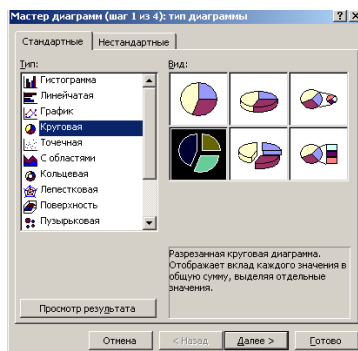 Мастер диаграмм (шаг 1 из 4): тип диаграммы
Стандартные
Нестандартные
Тип:
Гистограмма
Линейчатая
График
Круговая
Точечная
С областями
Кольцевая
Лепестковая
Поверхность
Пузырьковая
Вид:
Разрезанная круговая диаграмма.
Отображает вклад каждого значения в
общую сумму, выделяя отдельные
значения.
Просмотр результата
Отмена
< Назад
Далее >
Готово